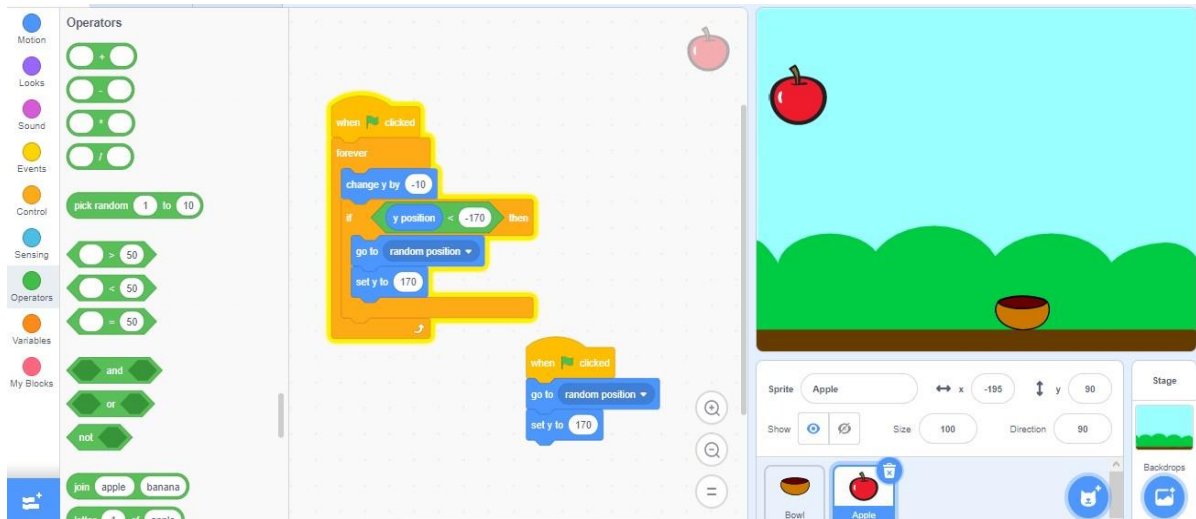 Motion
Looks
Sound
Events
Control
Sensing
Operators
Variables
My Blocks
Operators
+
-
*
/
pick random 1 to 10
> 50
< 50
= 50
and
or
not
join apple banana
when clicked
forever
change y by -10
if y position < -170 then
go to random position
set y to 170
when clicked
go to random position
set y to 170
Sprite Apple x -195 y 90
Show Size 100 Direction 90
Bowl
Apple
Stage
Backdrops